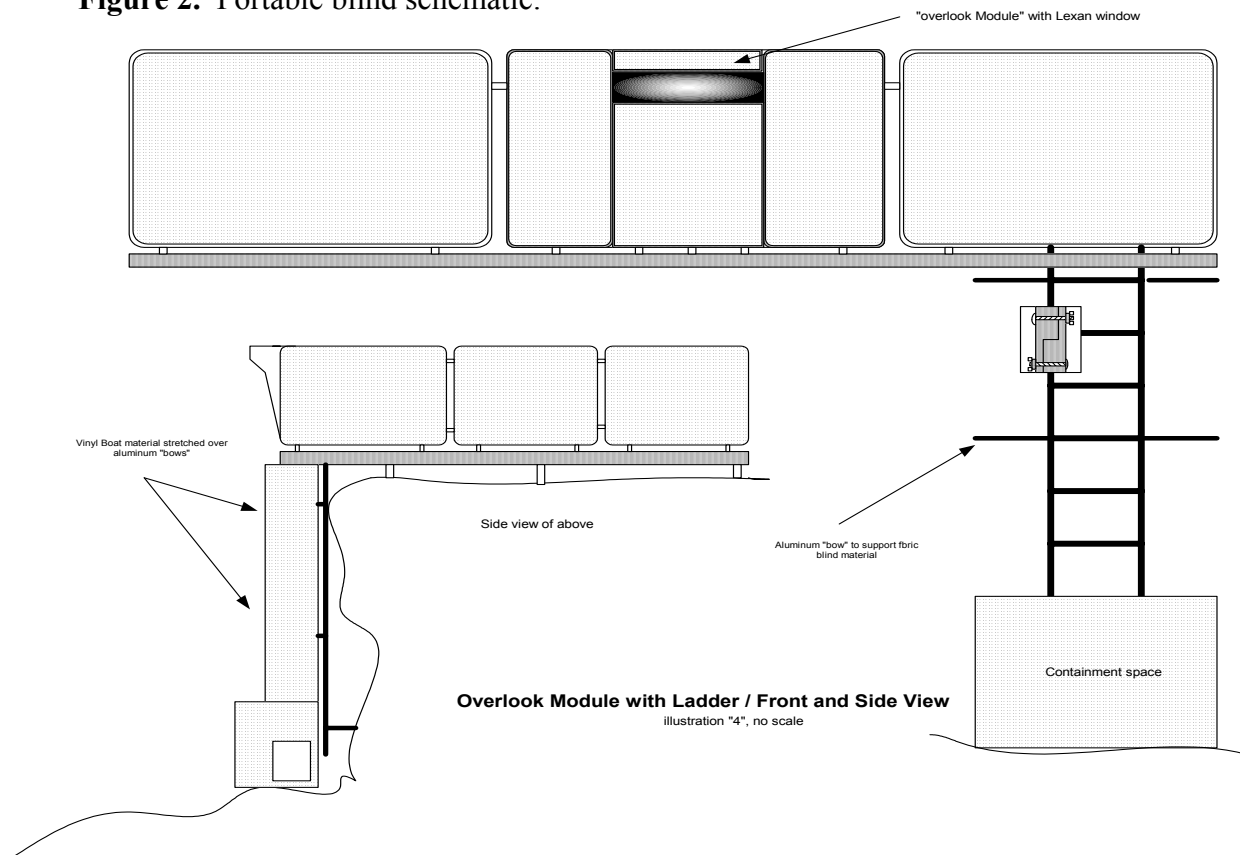 Figure 2. Portable blind schematic.
"overlook Module" with Lexan window
Vinyl Boat material stretched over
aluminum "bows"
Side view of above
Aluminum "bow" to support fbric
blind material
Containment space
Overlook Module with Ladder / Front and Side View
illustration "4", no scale